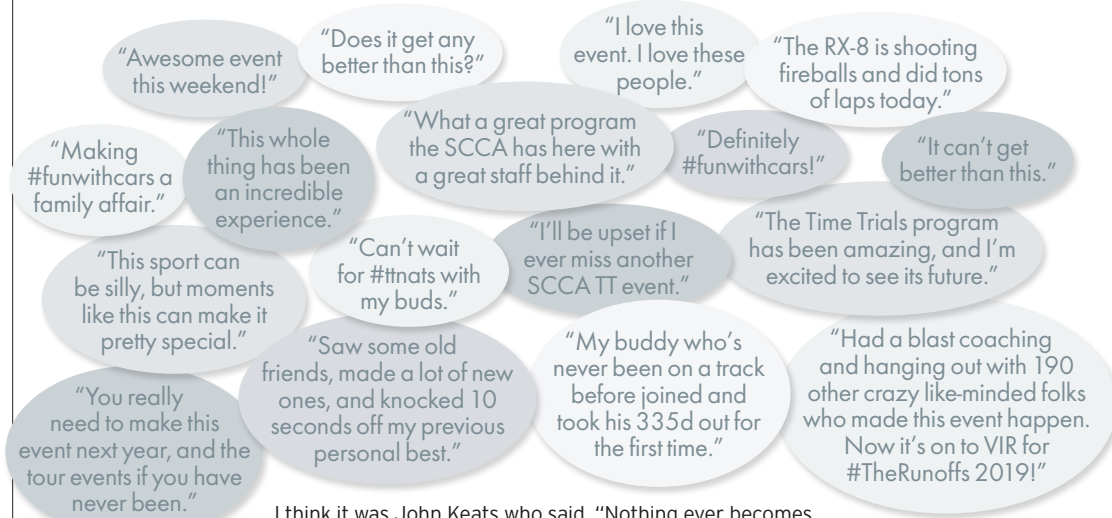 “Awesome event
this weekend!”
“Does it get any
better than this?”
“I love this
event. I love these
people.”
“The RX-8 is shooting
fireballs and did tons
of laps today.”
“Making
#funwithcars a
family affair.”
“This whole
thing has been
an incredible
experience.”
“What a great program
the SCCA has here with
a great staff behind it.”
“Definitely
#funwithcars!”
“It can’t get
better than this.”
“This sport can
be silly, but moments
like this can make it
pretty special.”
“Can’t wait
for #ttnats with
my buds.”
“I’ll be upset if I
ever miss another
SCCA TT event.”
“The Time Trials program
has been amazing, and I’m
excited to see its future.”
“You really
need to make this
event next year, and the
tour events if you have
never been.”
“Saw some old
friends, made a lot of new
ones, and knocked 10
seconds off my previous
personal best.”
“My buddy who’s
never been on a track
before joined and
took his 335d out for
the first time.”
“Had a blast coaching
and hanging out with 190
other crazy like-minded folks
who made this event happen.
Now it’s on to VIR for
#TheRunoffs 2019!”
I think it was John Keats who said, “Nothing ever becomes